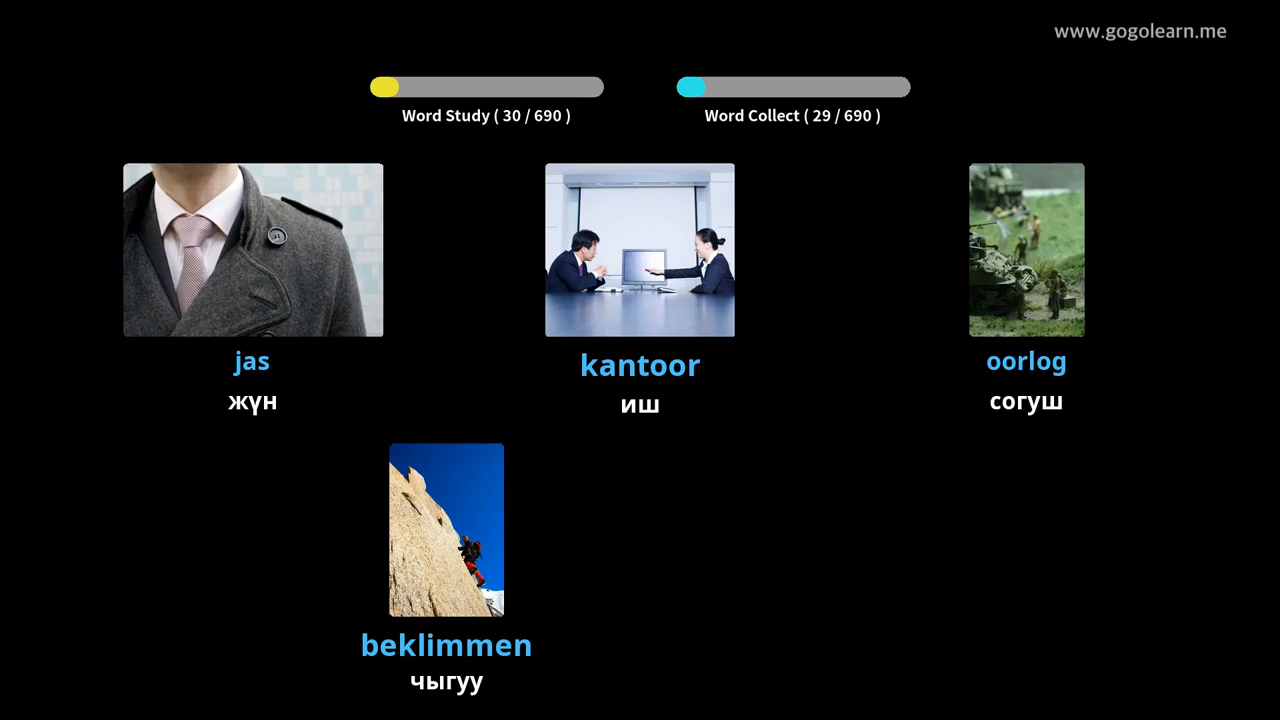 www.gogolearn.me
Word Study ( 30 / 690 )
Word Collect ( 29 / 690 )
jas
kantoor
oorlog
жүн
иш
согуш
beklimmen
чыгуу